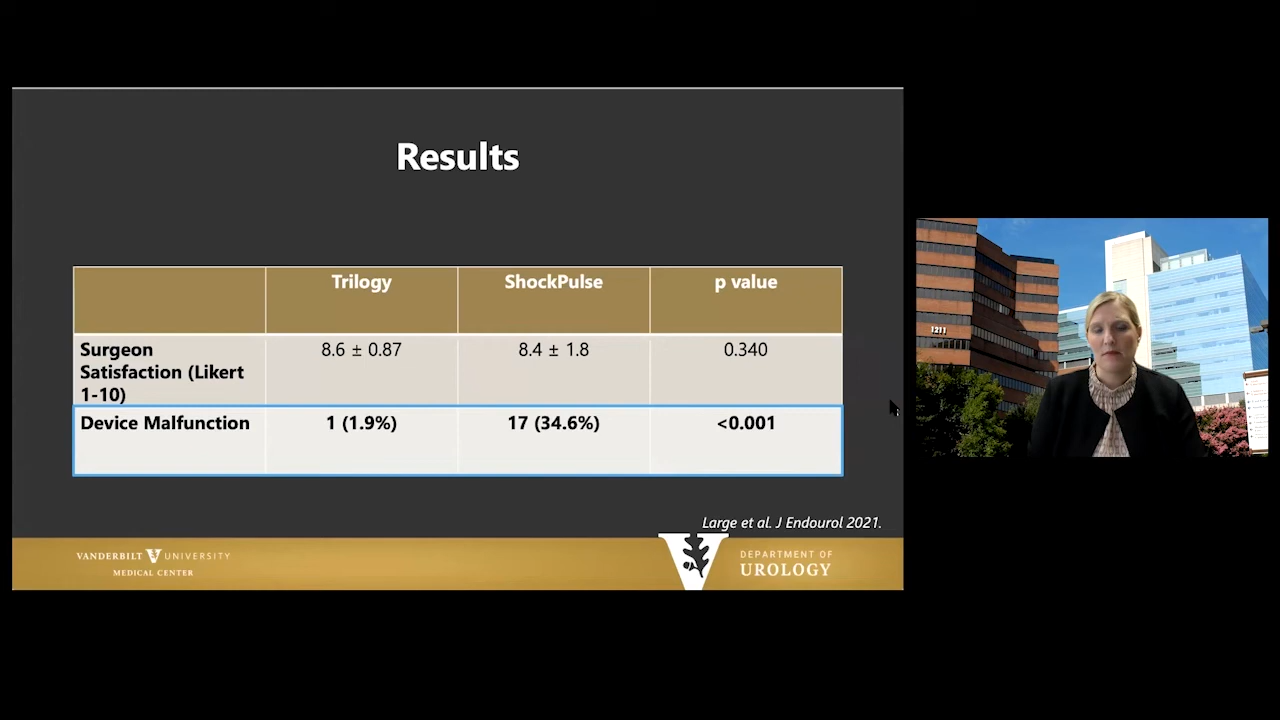 Results
Trilogy ShockPulse p value
Surgeon Satisfaction (Likert 1-10) 8.6 ± 0.87 8.4 ± 1.8 0.340
Device Malfunction 1 (1.9%) 17 (34.6%) <0.001
Large et al. J Endourol 2021.
VANDERBILT V UNIVERSITY
MEDICAL CENTER
DEPARTMENT OF
UROLOGY
1211